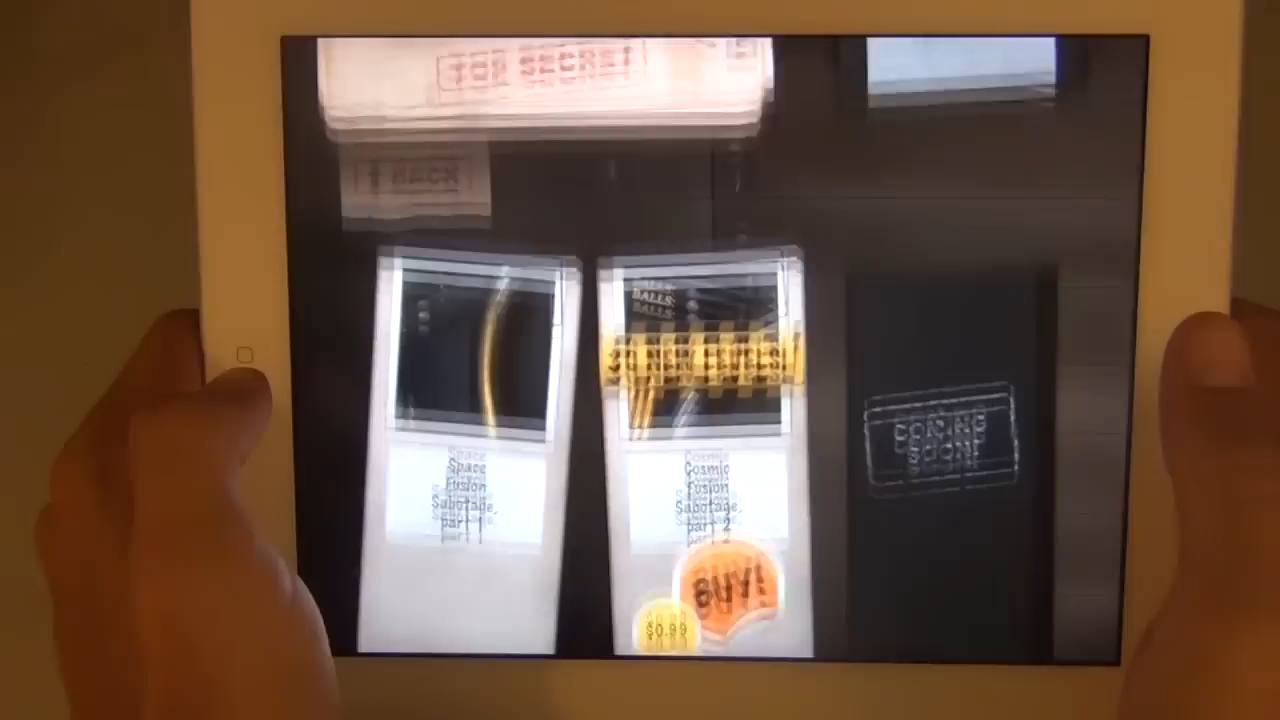 TOP SECRET
BACK
BALLS:
30 NEW LEVELS!
Space
Fusion
Sabotage,
part 1
Cosmic
Fusion
Sabotage,
part 2
COMING
SOON!
BUY!
$0.99